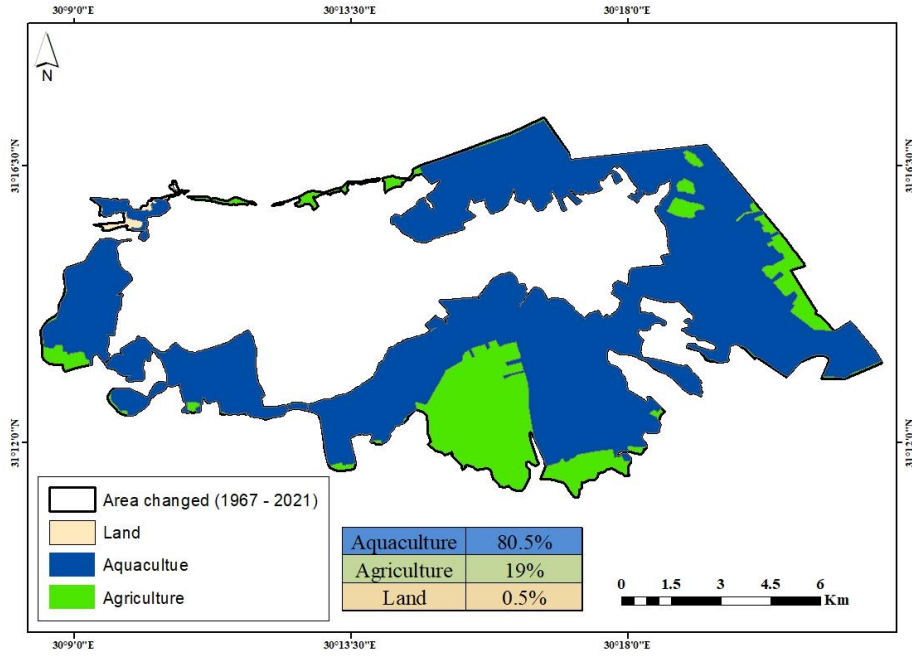 30°9'0"E 30°13'30"E 30°18'0"E
N
31°16'30"N 31°16'30"N
31°12'0"N 31°12'0"N
Area changed (1967 - 2021)
Land
Aquacultue
Agriculture
Aquaculture 80.5%
Agriculture 19%
Land 0.5%
0 1.5 3 4.5 6
Km
30°9'0"E 30°13'30"E 30°18'0"E